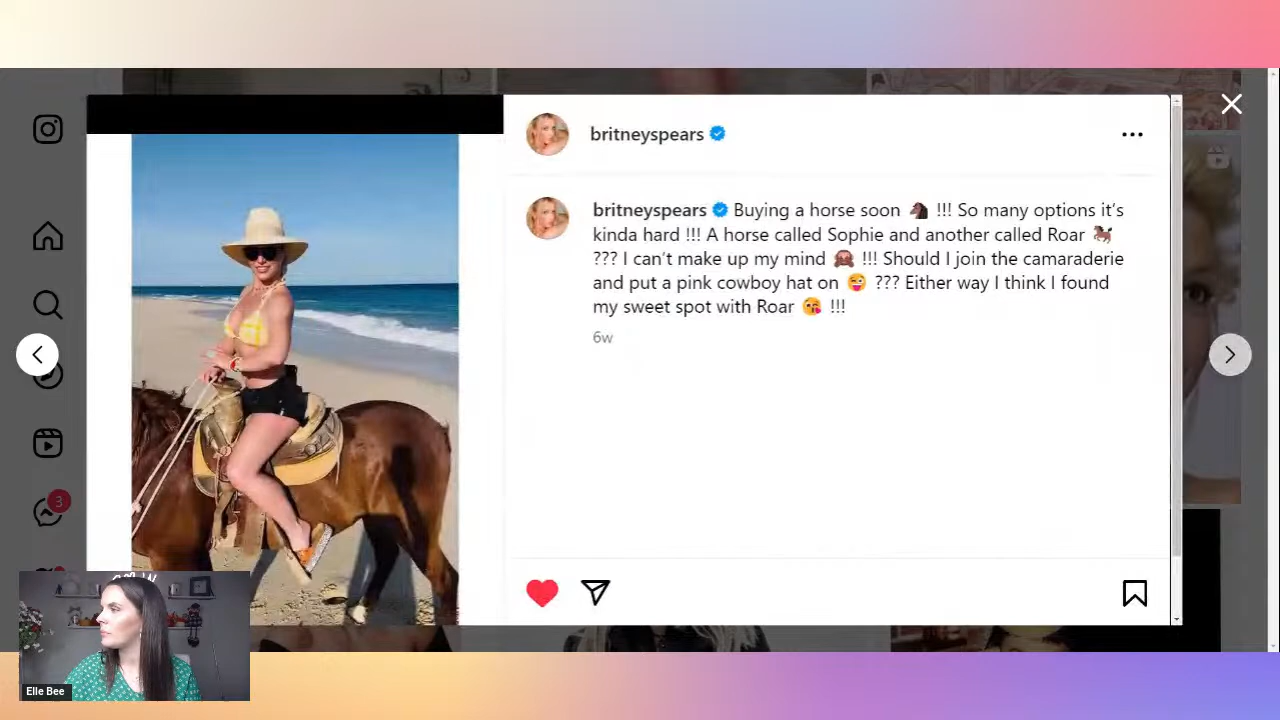 britneyspears
britneyspears Buying a horse soon 🐴 !!! So many options it's
kinda hard !!! A horse called Sophie and another called Roar 🐎
??? I can't make up my mind 🙈 !!! Should I join the camaraderie
and put a pink cowboy hat on 😜 ??? Either way I think I found
my sweet spot with Roar 😘 !!!
6w
3
Elle Bee